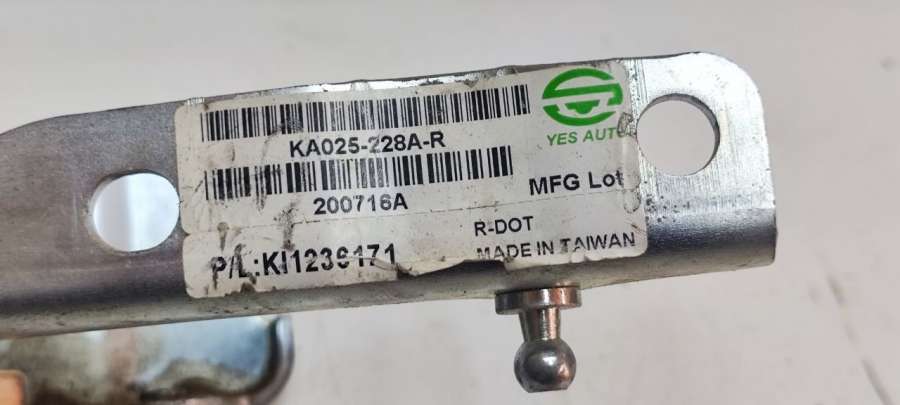 YES AUTO
KA025-228A-R
200716A
MFG Lot
R-DOT
P/L:KI1236171
MADE IN TAIWAN